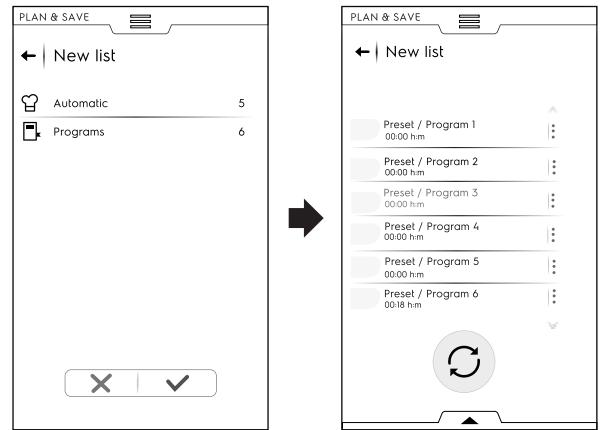 PLAN & SAVE
New list
Automatic 5
Programs 6
PLAN & SAVE
New list
Preset / Program 1
00:00 h:m
Preset / Program 2
00:00 h:m
Preset / Program 3
00:00 h:m
Preset / Program 4
00:00 h:m
Preset / Program 5
00:00 h:m
Preset / Program 6
00:18 h:m